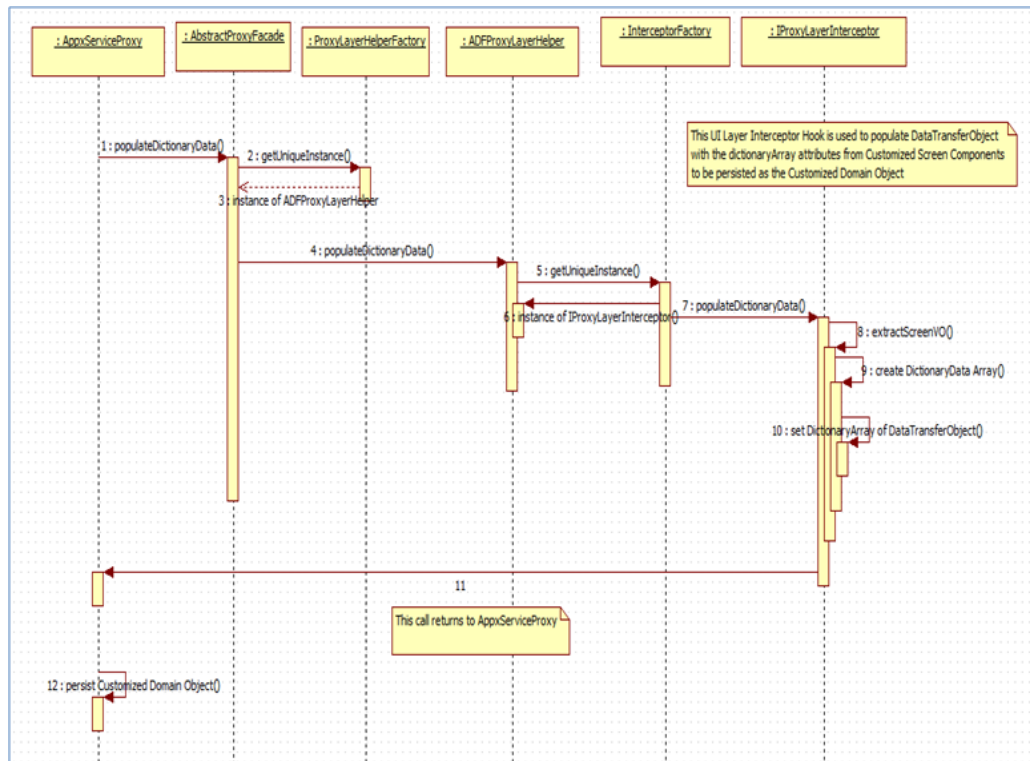 : AppxServiceProxy
: AbstractProxyFacade
: ProxyLayerHelperFactory
: ADFProxyLayerHelper
: InterceptorFactory
: IProxyLayerInterceptor
This UI Layer Interceptor Hook is used to populate DataTransferObject
with the dictionaryArray attributes from Customized Screen Components
to be persisted as the Customized Domain Object
1 : populateDictionaryData()
2 : getUniqueInstance()
3 : instance of ADFProxyLayerHelper
4 : populateDictionaryData()
5 : getUniqueInstance()
6 : instance of IProxyLayerInterceptor()
7 : populateDictionaryData()
8 : extractScreenVO()
9 : create DictionaryData Array()
10 : set DictionaryArray of DataTransferObject()
11
This call returns to AppxServiceProxy
12 : persist Customized Domain Object()